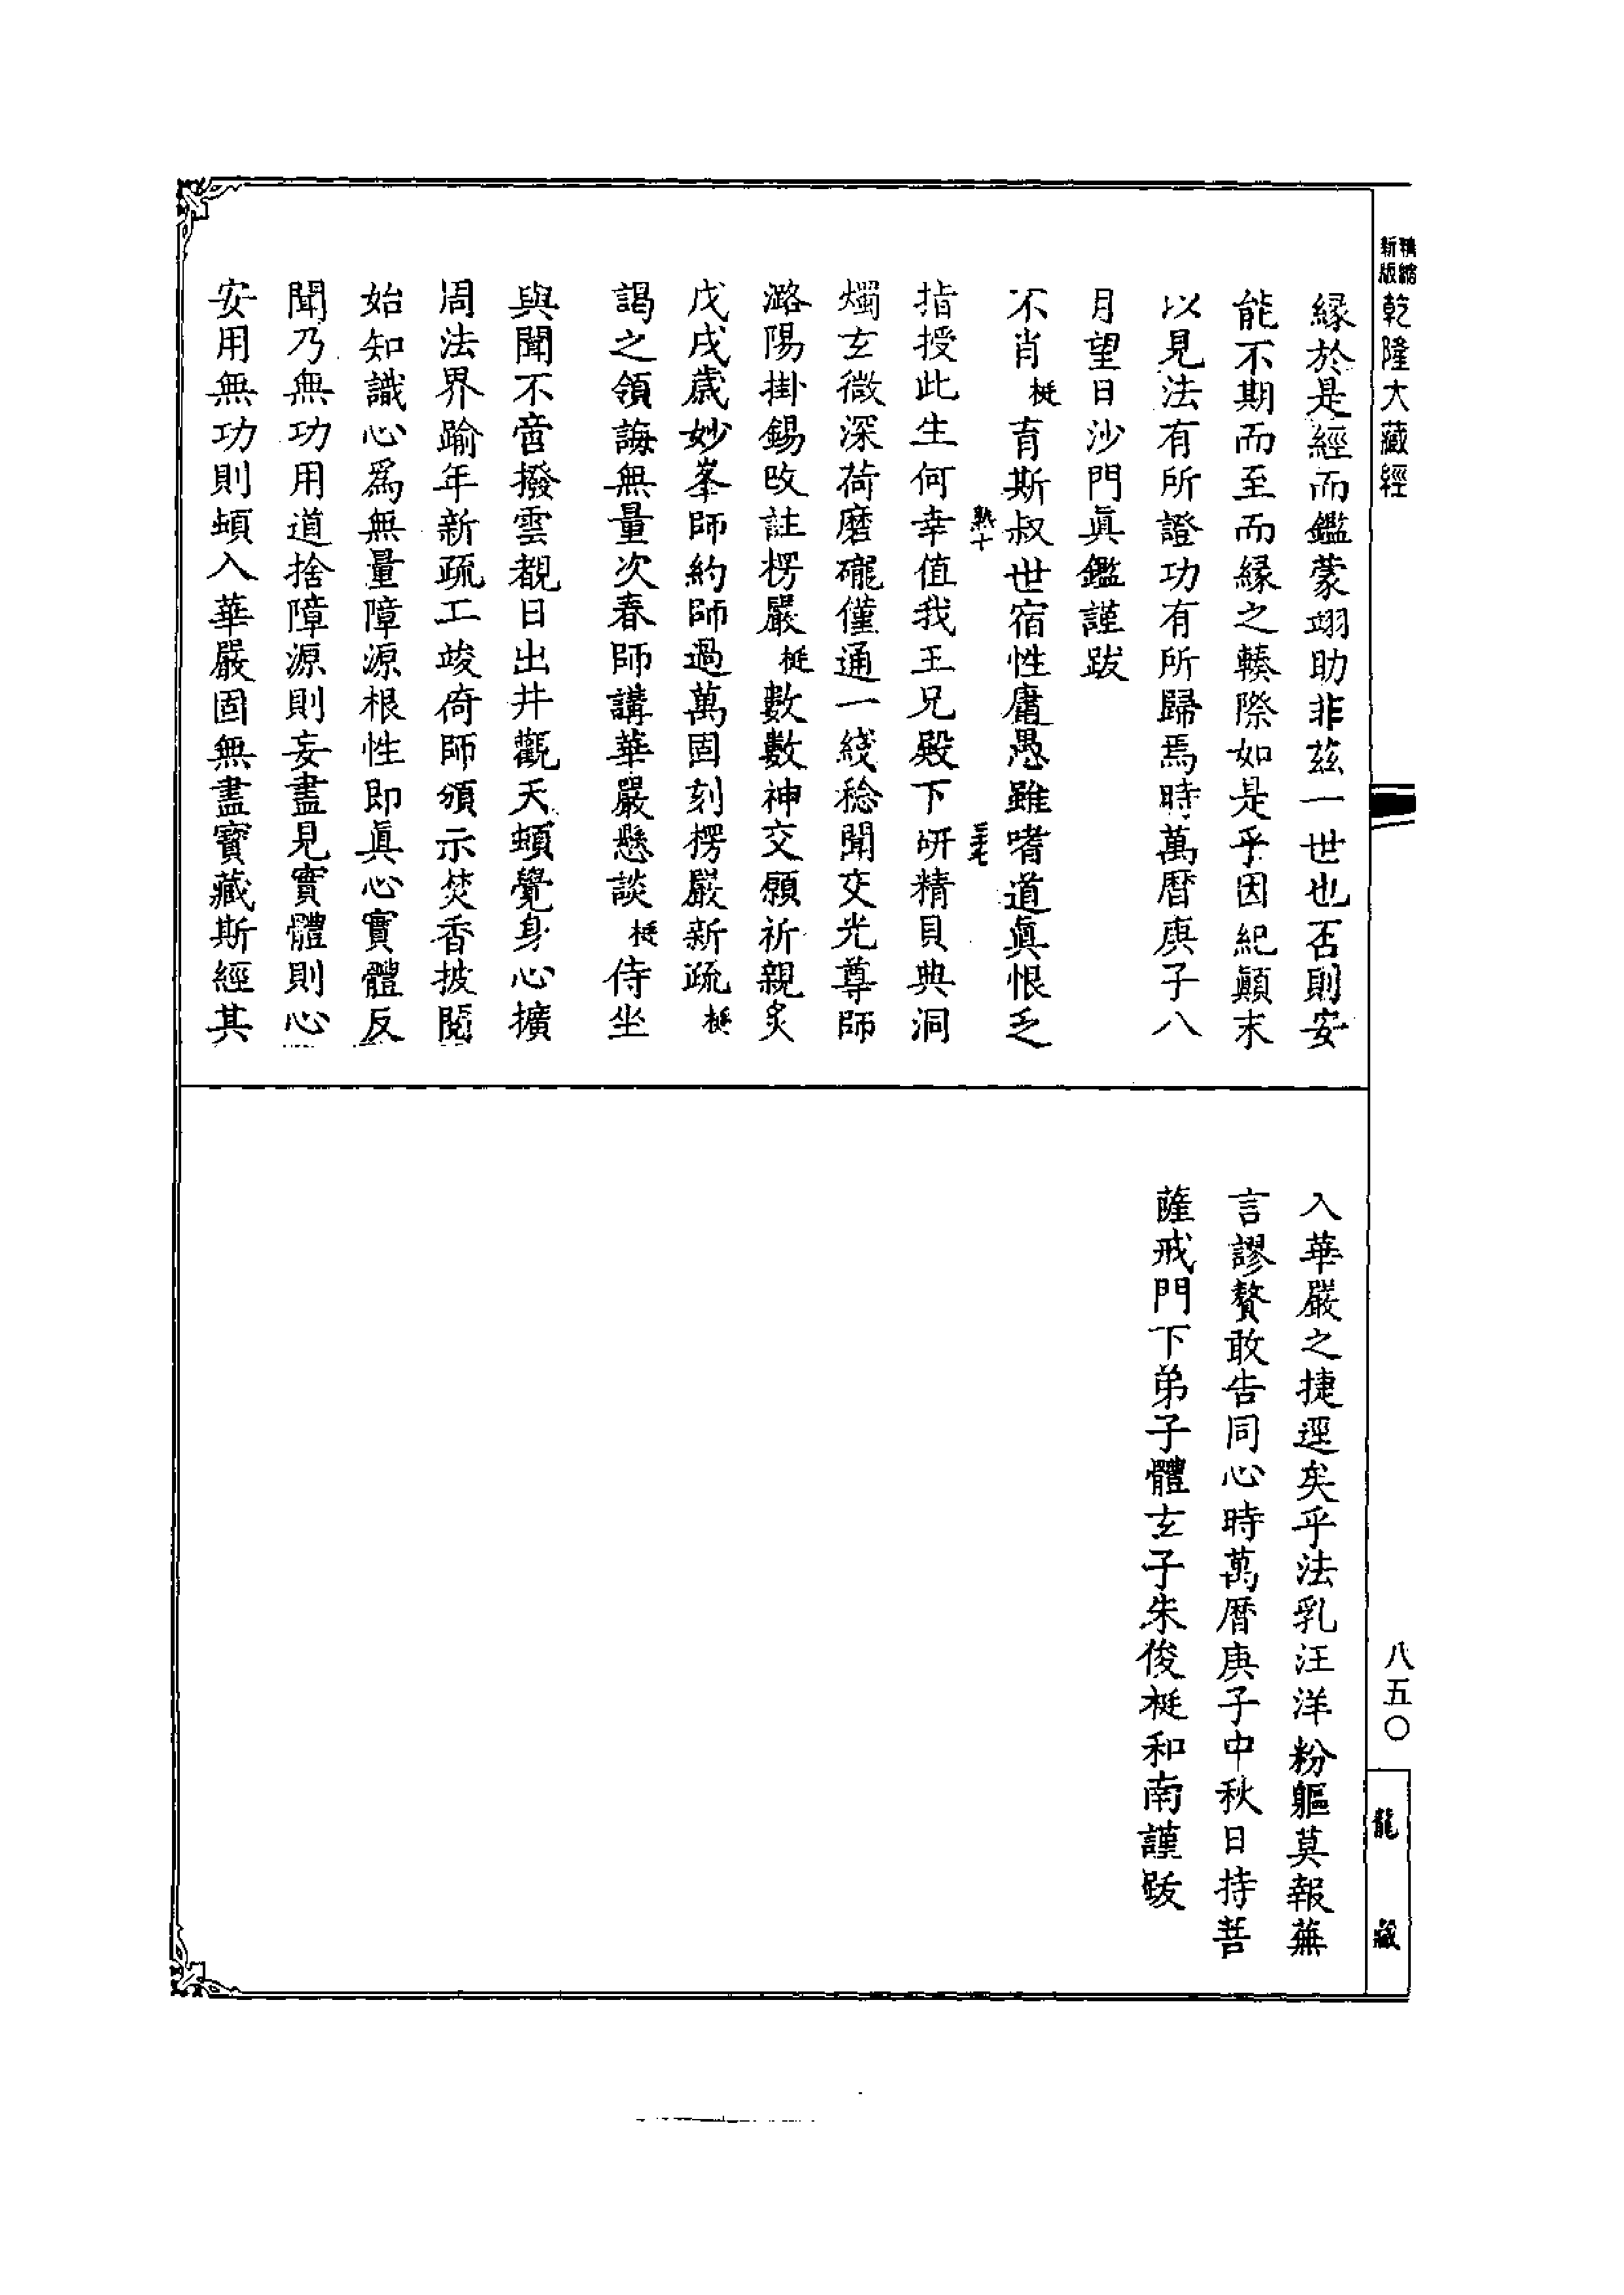 精縮新版
乾隆大藏經
緣於是經而鑑蒙翊助非茲一世也否則安
能不期而至而緣之輳際如是乎因紀顛末
以見法有所證功有所歸焉時萬曆庚子八
月望日沙門眞鑑謹跋
不肖梃育斯叔世宿性庸愚雖嗜道眞恨乏
指授此生何幸値我王兄殿下研精貝典洞
燭玄微深荷磨礲僅通一綫稔聞交光尊師
潞陽掛錫改註楞嚴梃數數神交願祈親炙
戊戌歲妙峯師約師過萬固刻楞嚴新疏梃
謁之領誨無量次春師講華嚴懸談梃侍坐
與聞不啻撥雲覩日出井觀天頓覺身心擴
周法界踰年新疏工竣倚師頒示焚香披閱
始知識心爲無量障源根性即眞心實體反
聞乃無功用道捨障源則妄盡見實體則心
安用無功則頓入華嚴固無盡寶藏斯經其
入華嚴之捷逕矣乎法乳汪洋粉軀莫報蕪
言謬贅敢告同心時萬曆庚子中秋日持菩
薩戒門下弟子體玄子朱俊梃和南謹跋
八五〇
龍藏